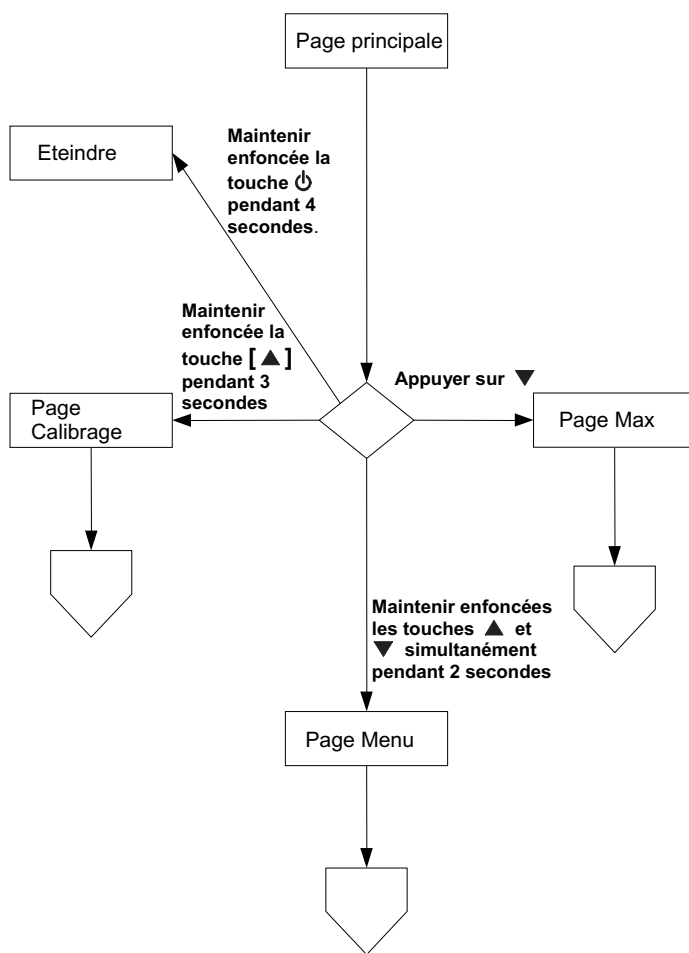 Page principale
Maintenir
enfoncée la
touche ⏻
pendant 4
secondes.
Eteindre
Maintenir
enfoncée la
touche [ ▲ ]
pendant 3
secondes
Appuyer sur ▼
Page
Calibrage
Page Max
Maintenir enfoncées
les touches ▲ et
▼ simultanément
pendant 2 secondes
Page Menu